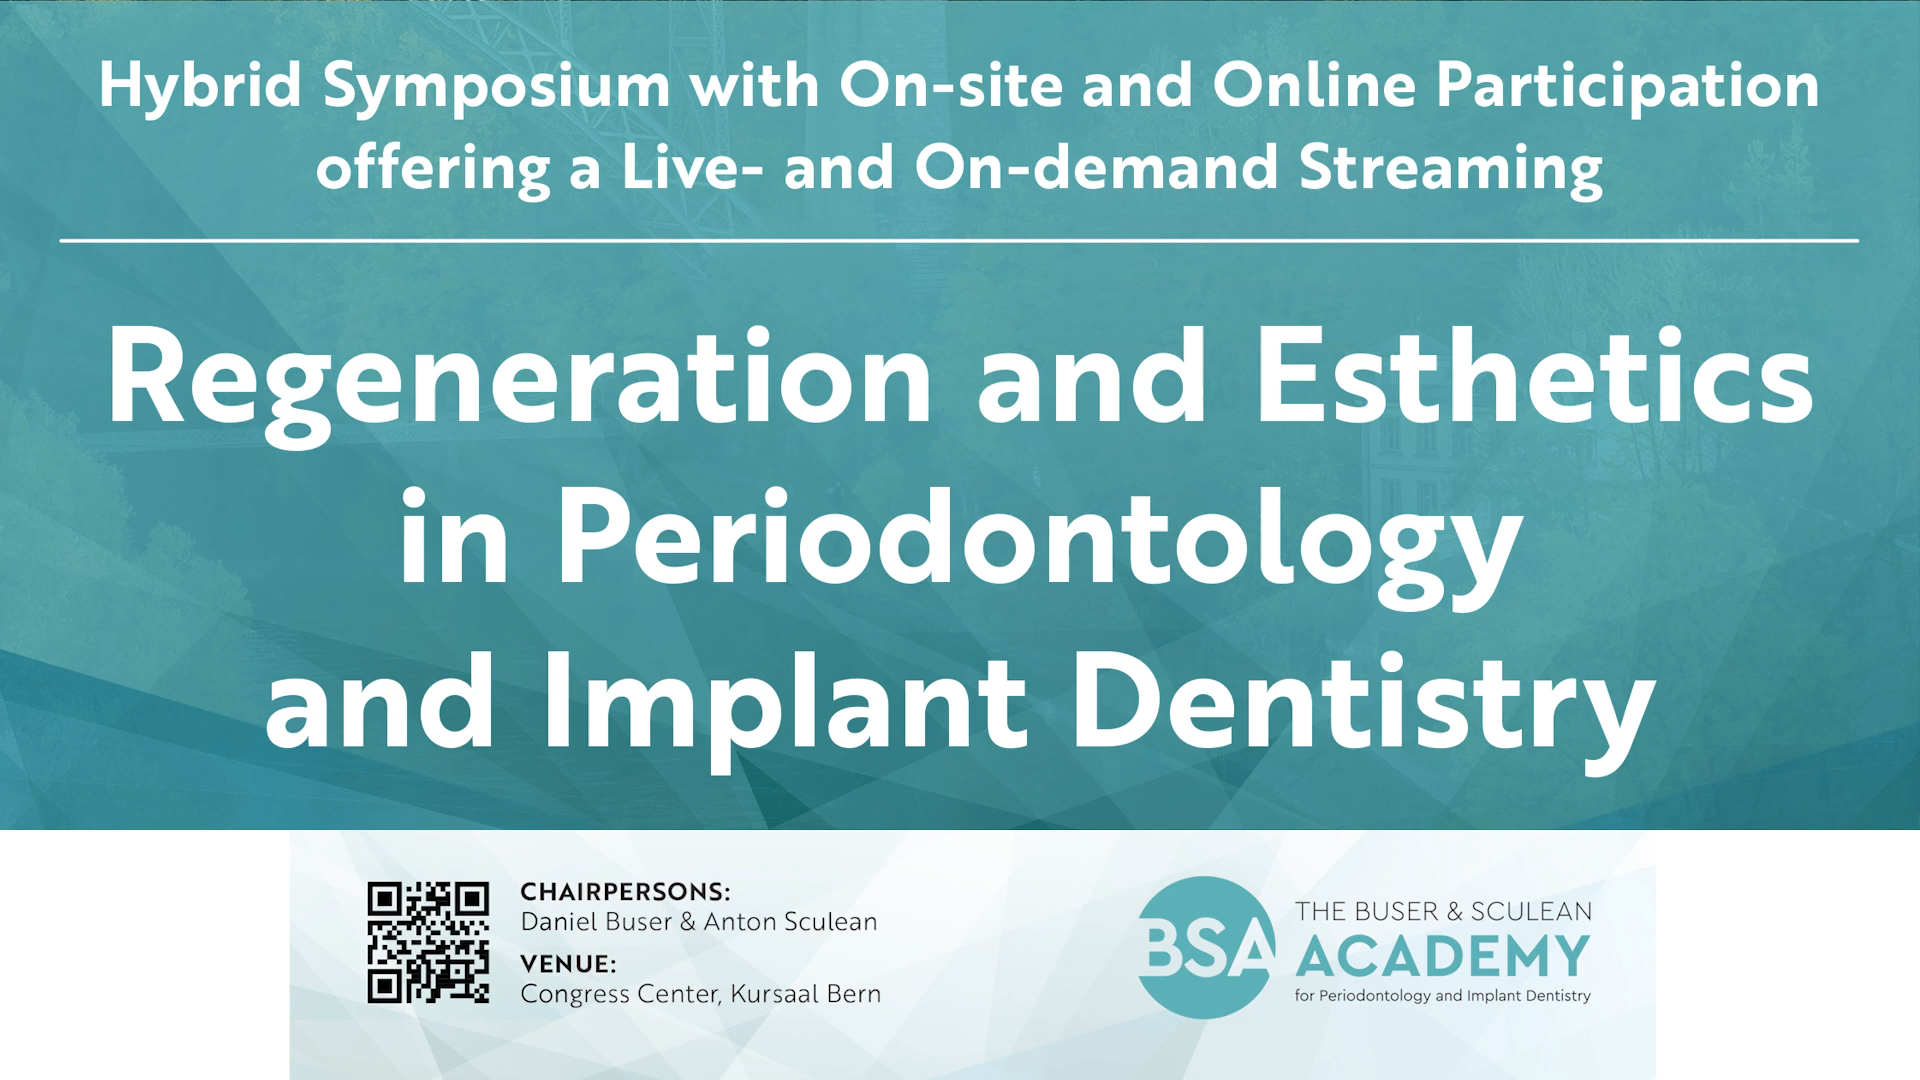 Hybrid Symposium with On-site and Online Participation
offering a Live- and On-demand Streaming
Regeneration and Esthetics
in Periodontology
and Implant Dentistry
CHAIRPERSONS:
Daniel Buser & Anton Sculean
VENUE:
Congress Center, Kursaal Bern
BSA
THE BUSER & SCULEAN
ACADEMY
for Periodontology and Implant Dentistry